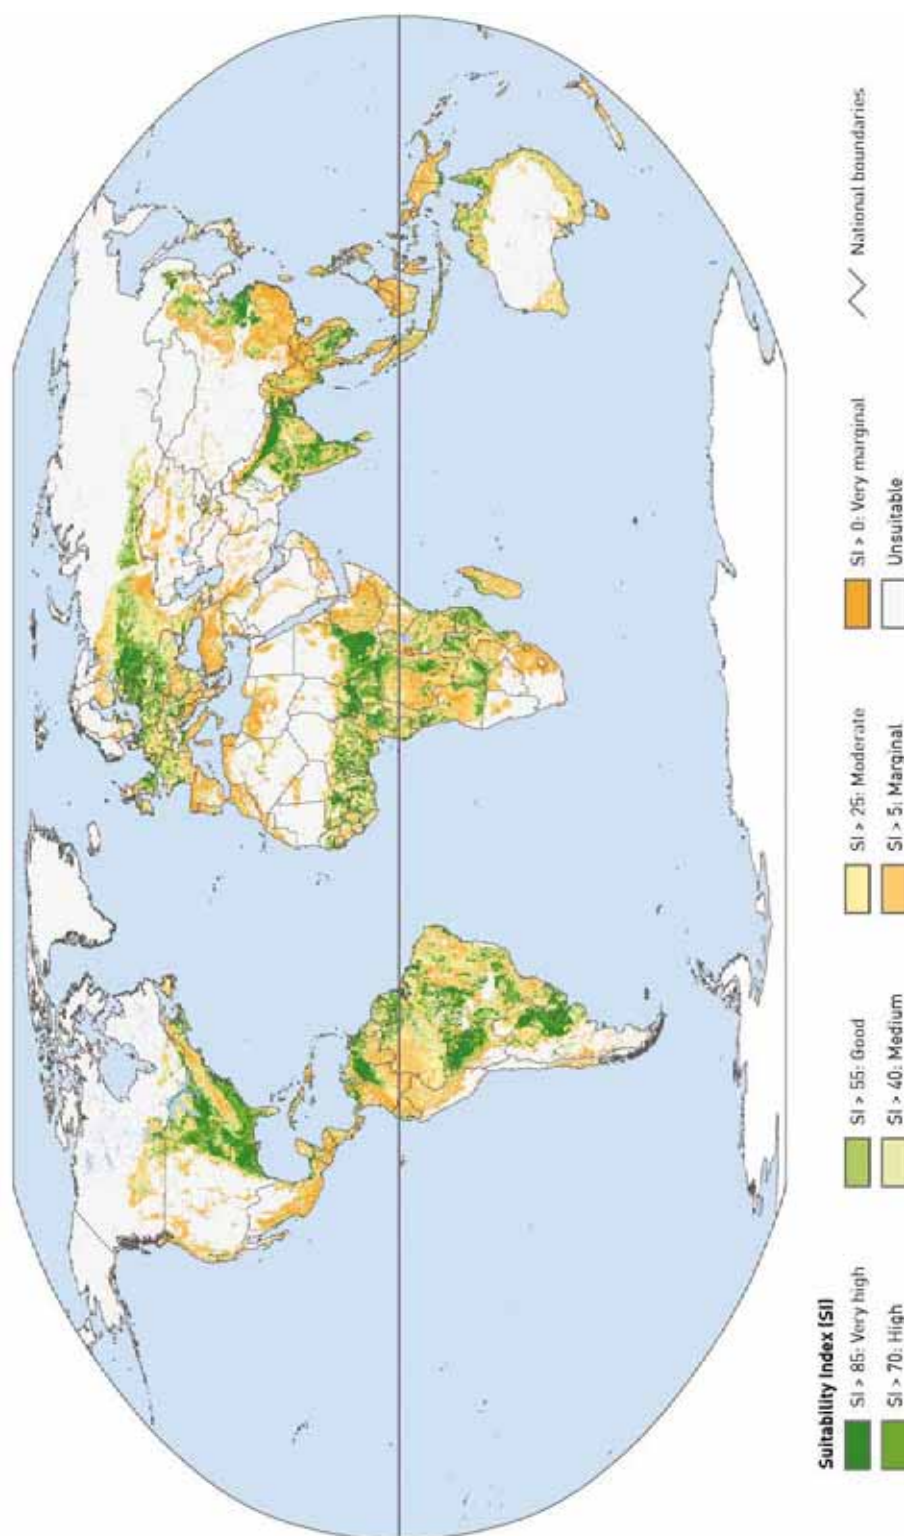 Suitability Index (SI)
SI > 85: Very high
SI > 70: High
SI > 55: Good
SI > 40: Medium
SI > 25: Moderate
SI > 5: Marginal
SI > 0: Very marginal
Unsuitable
National boundaries